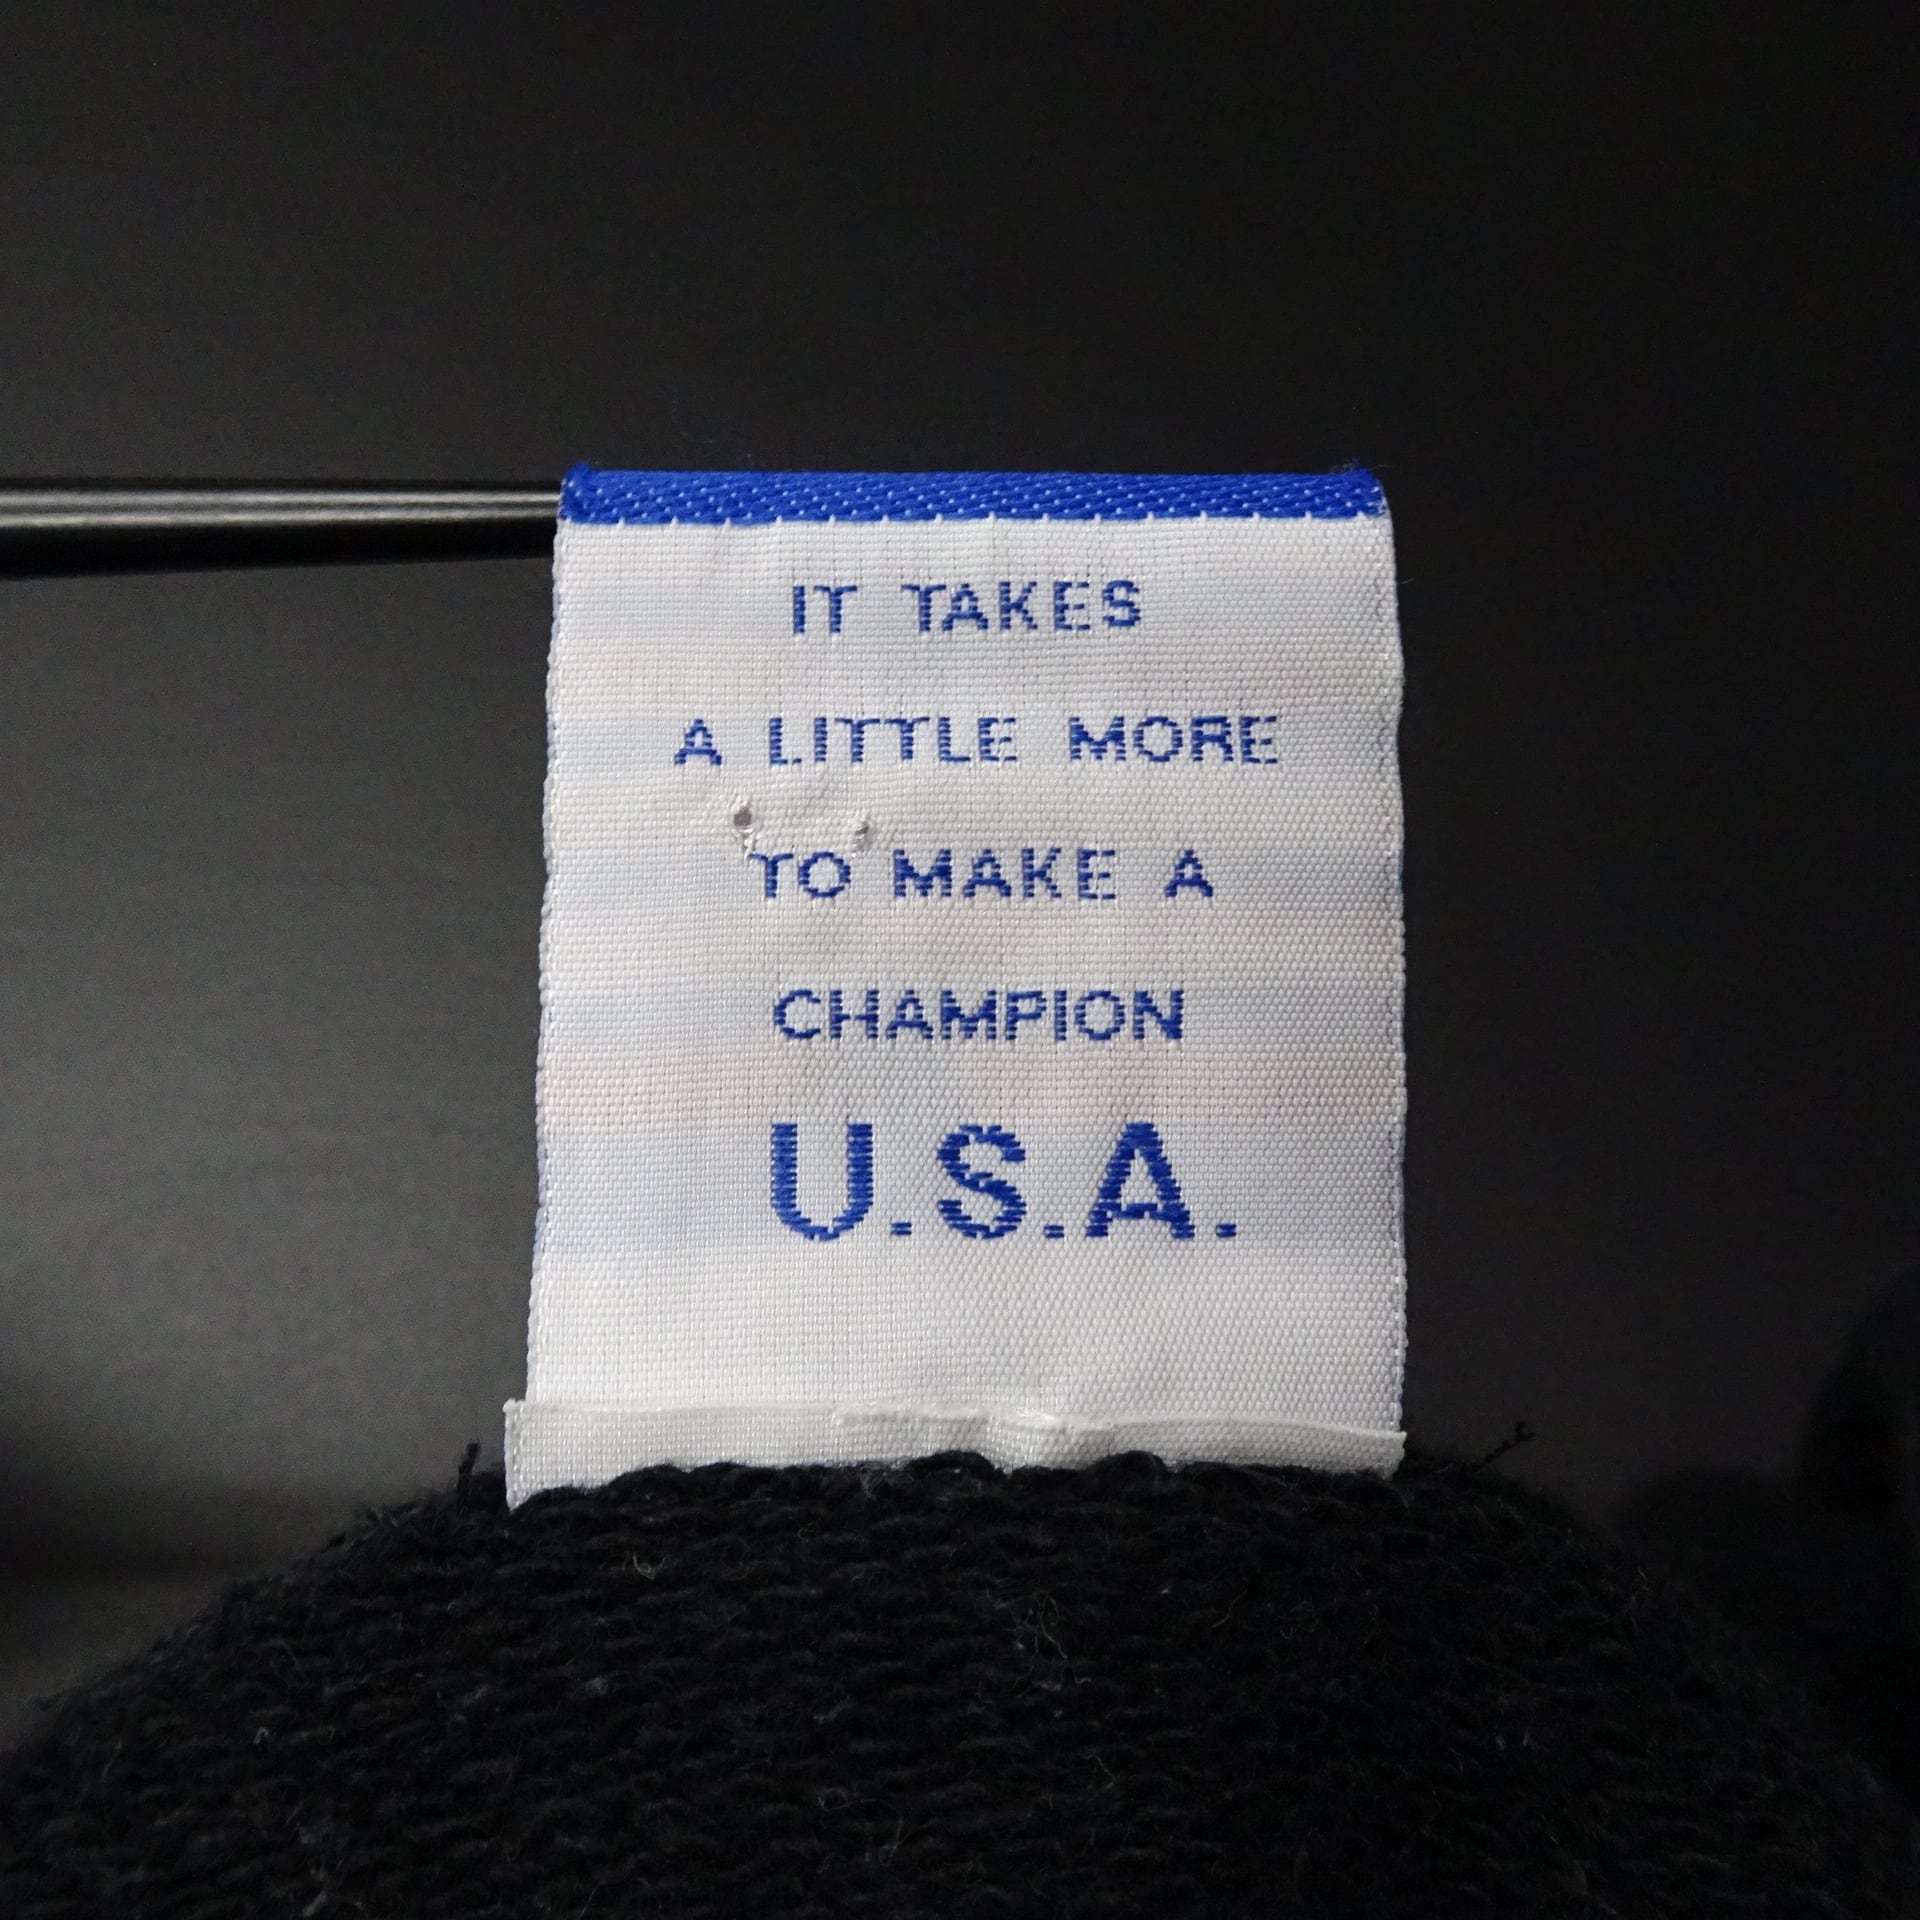 IT TAKES
A LITTLE MORE
TO MAKE A
CHAMPION
U.S.A.